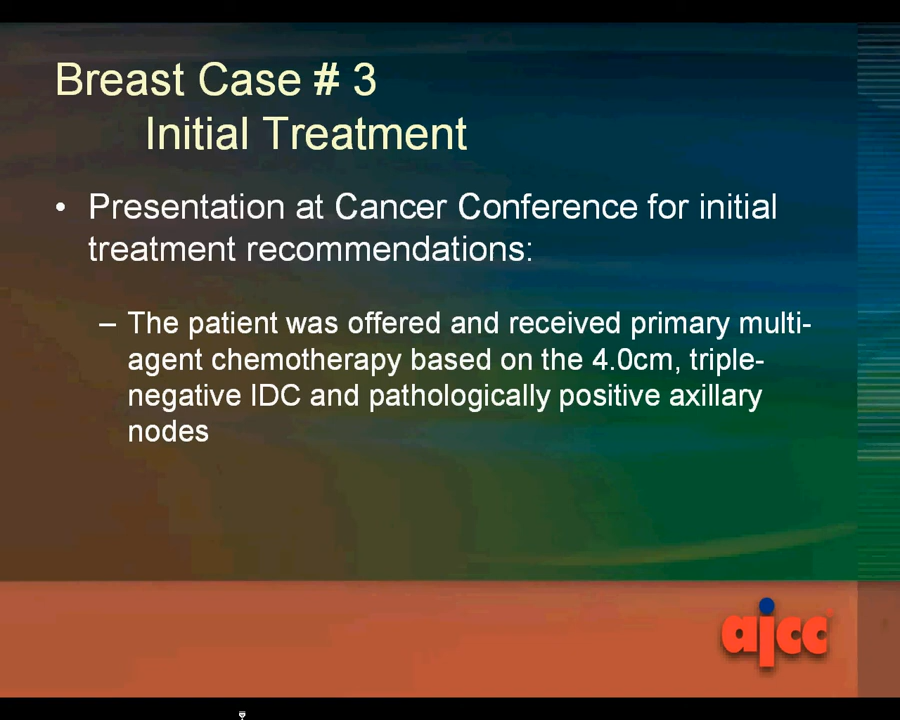 Breast Case # 3
Initial Treatment
• Presentation at Cancer Conference for initial
treatment recommendations:
– The patient was offered and received primary multi-
agent chemotherapy based on the 4.0cm, triple-
negative IDC and pathologically positive axillary
nodes
ajcc